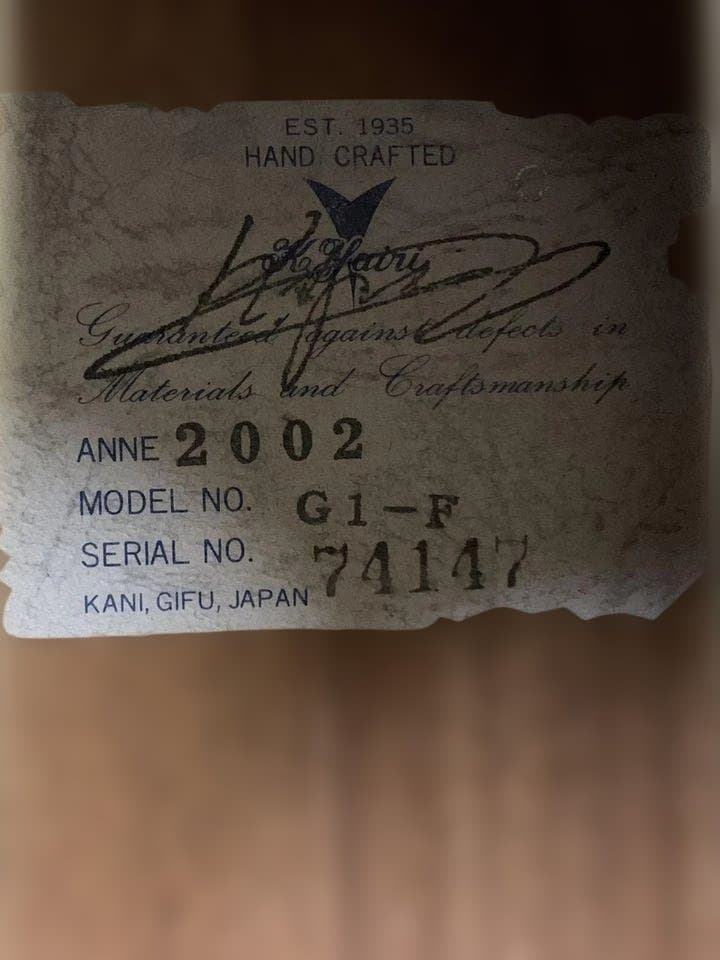 EST. 1935
HAND CRAFTED
K. Yairi
Guaranteed against defects in
Materials and Craftsmanship
ANNE 2002
MODEL NO. G1-F
SERIAL NO. 74147
KANI, GIFU, JAPAN